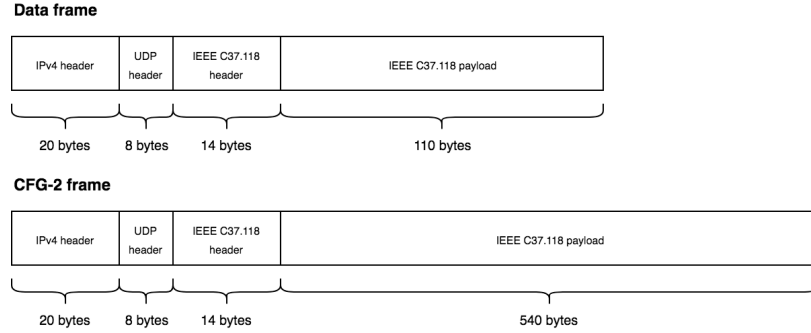 Data frame
IPv4 header
UDP
header
IEEE C37.118
header
IEEE C37.118 payload
20 bytes
8 bytes
14 bytes
110 bytes
CFG-2 frame
IPv4 header
UDP
header
IEEE C37.118
header
IEEE C37.118 payload
20 bytes
8 bytes
14 bytes
540 bytes